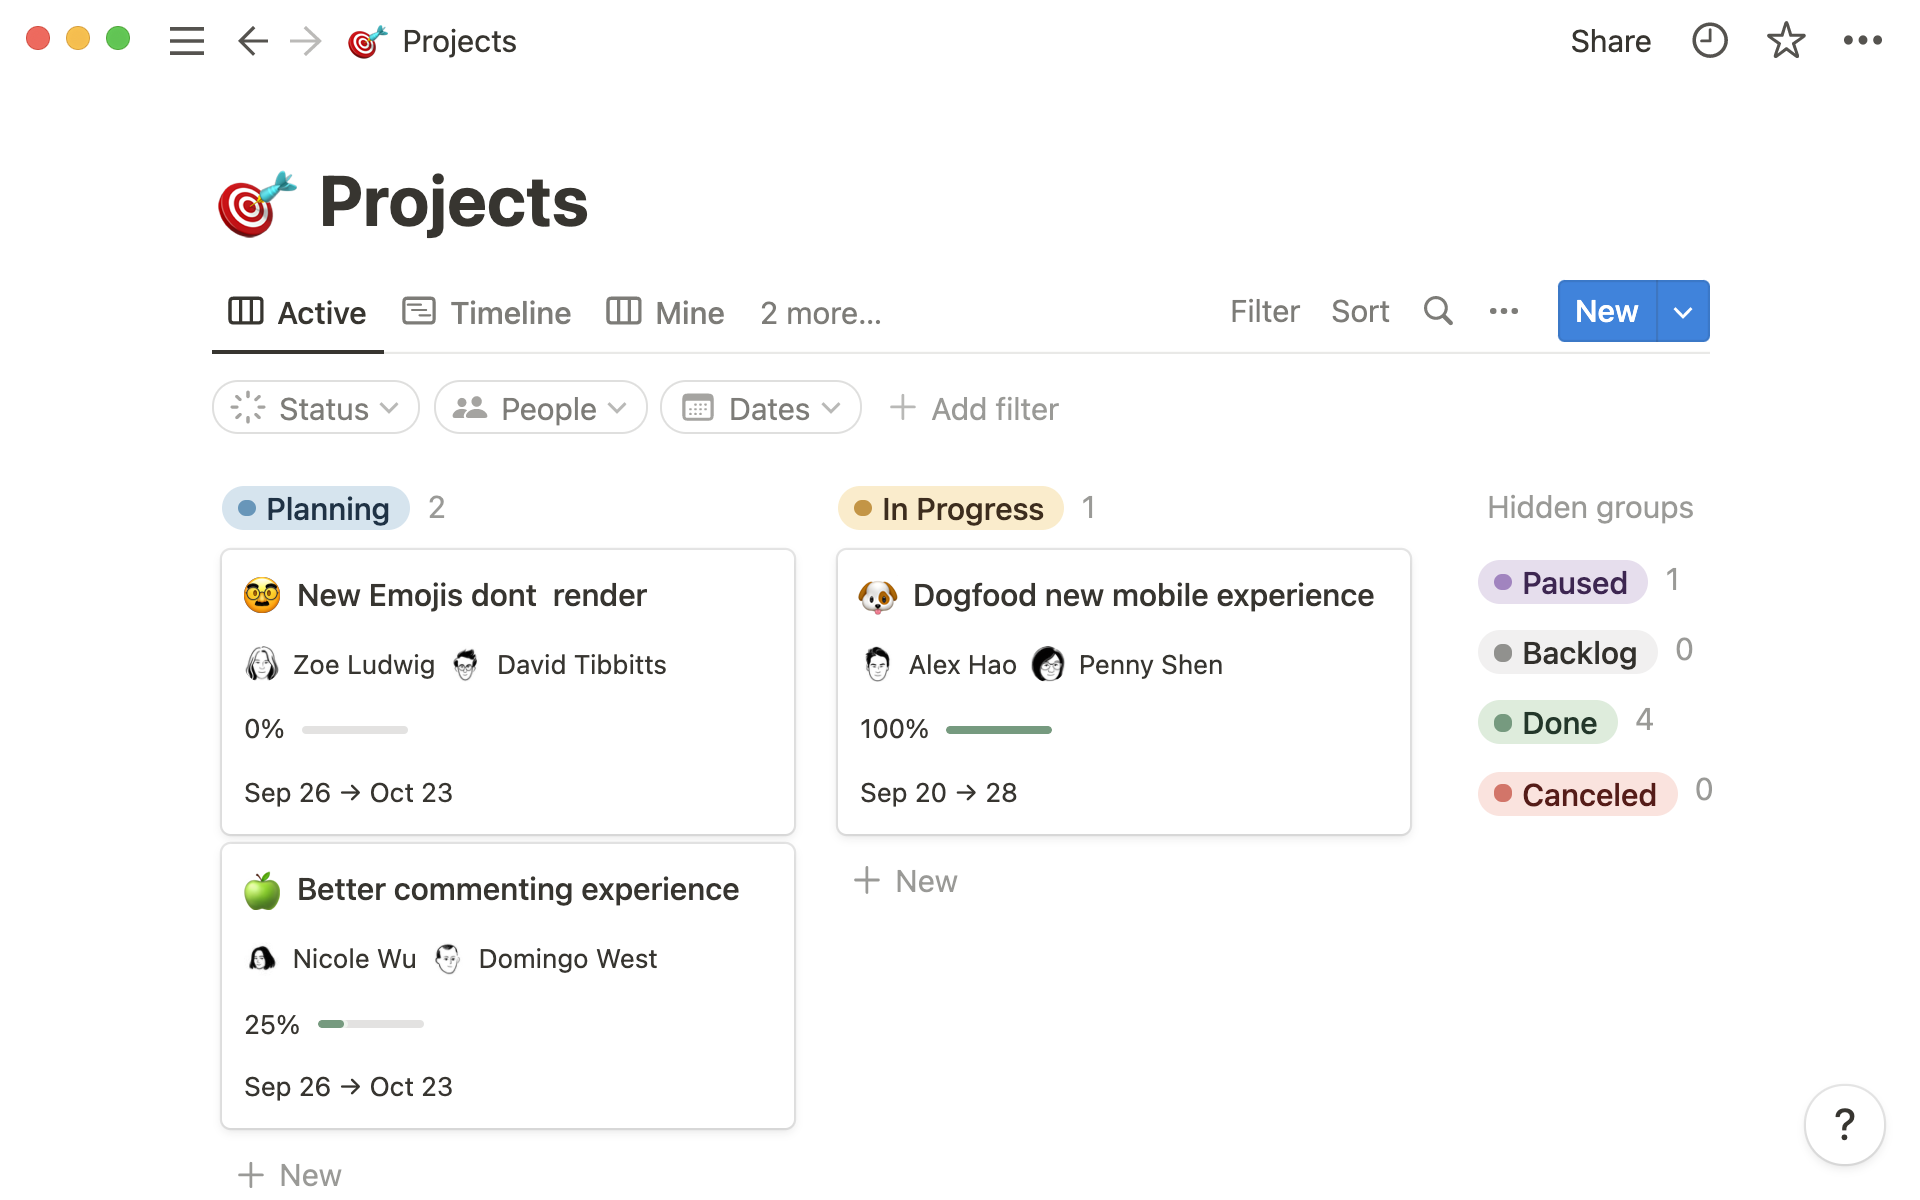 Projects
Share
Projects
Active Timeline Mine 2 more...
Filter Sort New
Status People Dates + Add filter
Planning 2
In Progress 1
Hidden groups
New Emojis dont  render
Zoe Ludwig David Tibbitts
0%
Sep 26 → Oct 23
Better commenting experience
Nicole Wu Domingo West
25%
Sep 26 → Oct 23
+ New
Dogfood new mobile experience
Alex Hao Penny Shen
100%
Sep 20 → 28
+ New
Paused 1
Backlog 0
Done 4
Canceled 0
?